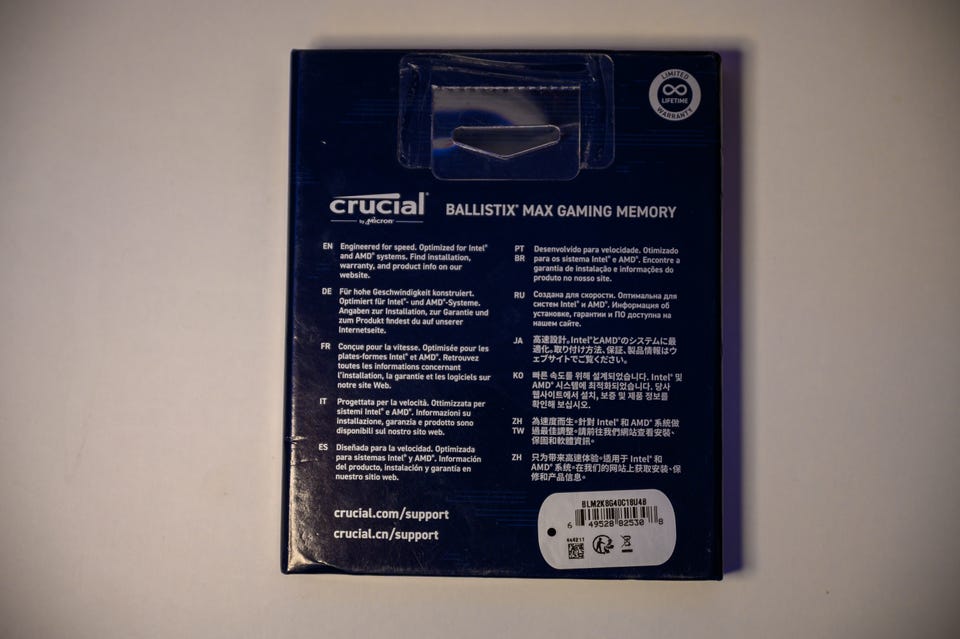 LIMITED
LIFETIME
WARRANTY
crucial®
by Micron®
BALLISTIX® MAX GAMING MEMORY
EN
Engineered for speed. Optimized for Intel®
and AMD® systems. Find installation,
warranty, and product info on our
website.
DE
Für hohe Geschwindigkeit konstruiert.
Optimiert für Intel®- und AMD®-Systeme.
Angaben zur Installation, zur Garantie und
zum Produkt findest du auf unserer
Internetseite.
FR
Conçue pour la vitesse. Optimisée pour les
plates-formes Intel® et AMD®. Retrouvez
toutes les informations concernant
l'installation, la garantie et les logiciels sur
notre site Web.
IT
Progettata per la velocità. Ottimizzata per
sistemi Intel® e AMD®. Informazioni su
installazione, garanzia e prodotto sono
disponibili sul nostro sito web.
ES
Diseñada para la velocidad. Optimizada
para sistemas Intel® y AMD®. Información
del producto, instalación y garantía en
nuestro sitio web.
crucial.com/support
crucial.cn/support
PT
BR
Desenvolvido para velocidade. Otimizado
para os sistema Intel® e AMD®. Encontre a
garantia de instalação e informações do
produto no nosso site.
RU
Создана для скорости. Оптимальна для
систем Intel® и AMD®. Информация об
установке, гарантии и ПО доступна на
нашем сайте.
JA
高速設計。Intel®とAMD®のシステムに最
適化。取り付け方法、保証、製品情報はウ
ェブサイトでご覧ください。
KO
빠른 속도를 위해 설계되었습니다. Intel® 및
AMD® 시스템에 최적화되었습니다. 당사
웹사이트에서 설치, 보증 및 제품 정보를
확인해 보십시오.
ZH
TW
為速度而生。針對 Intel® 和 AMD® 系統做
過最佳調整。請前往我們網站查看安裝、
保固和軟體資訊。
ZH
只为带来高速体验。适用于 Intel® 和
AMD® 系统。在我们的网站上获取安装、保
修和产品信息。
BLM2K8G40C18U4B
6 49528 82530 8